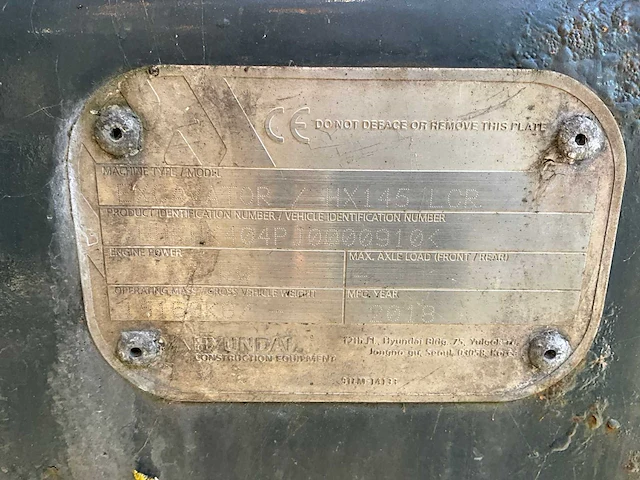 CE DO NOT DEFACE OR REMOVE THIS PLATE
MACHINE TYPE / MODEL
/ HX145 LCR
PRODUCT IDENTIFICATION NUMBER / VEHICLE IDENTIFICATION NUMBER
ENGINE POWER
MAX. AXLE LOAD (FRONT / REAR)
OPERATING MASS / GROSS VEHICLE WEIGHT
MFG. YEAR
2018
HYUNDAI
CONSTRUCTION EQUIPMENT
12th Fl., Hyundai Bldg. 75, Yulgok-ro,
Jongno-gu, Seoul, 03058, Korea